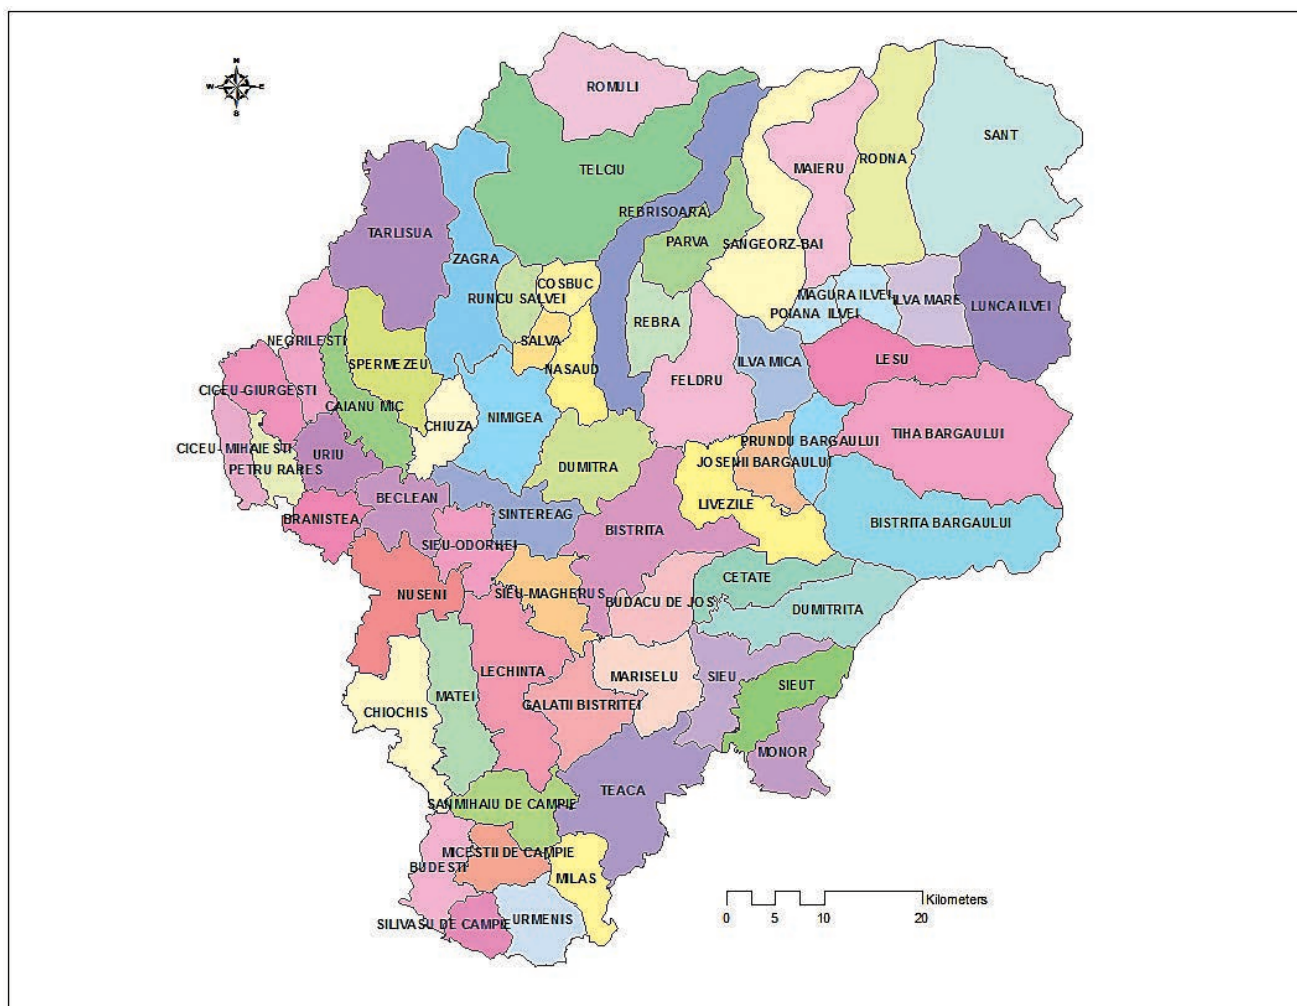 N
W E
S
ROMULI
SANT
TELCIU
MAIERU
RODNA
REBRISOARA
TARLISUA
PARVA
SANGEORZ-BAI
ZAGRA
COSBUC
RUNCU SALVEI
MAGURA ILVEI
ILVA MARE
LUNCA ILVEI
POIANA ILVEI
REBRA
NEGRILESTI
SALVA
SPERMEZEU
NASAUD
ILVA MICA
LESU
FELDRU
CICEU-GIURGESTI
CAIANU MIC
CHIUZA
NIMIGEA
TIHA BARGAULUI
PRUNDU BARGAULUI
CICEU-MIHAIESTI
URIU
JOSENII BARGAULUI
PETRU RARES
DUMITRA
BECLEAN
LIVEZILE
BRANISTEA
SINTEREAG
BISTRITA BARGAULUI
BISTRITA
SIEU-ODORHEI
CETATE
NUSENI
SIEU-MAGHERUS
BUDACU DE JOS
DUMITRITA
LECHINTA
MARISELU
SIEU
SIEUT
MATEI
GALATII BISTRITEI
CHIOCHIS
MONOR
TEACA
SANMIHAIU DE CAMPIE
MICESTII DE CAMPIE
BUDESTI
MILAS
SILIVASU DE CAMPIE
URMENIS
Kilometers
0 5 10 20